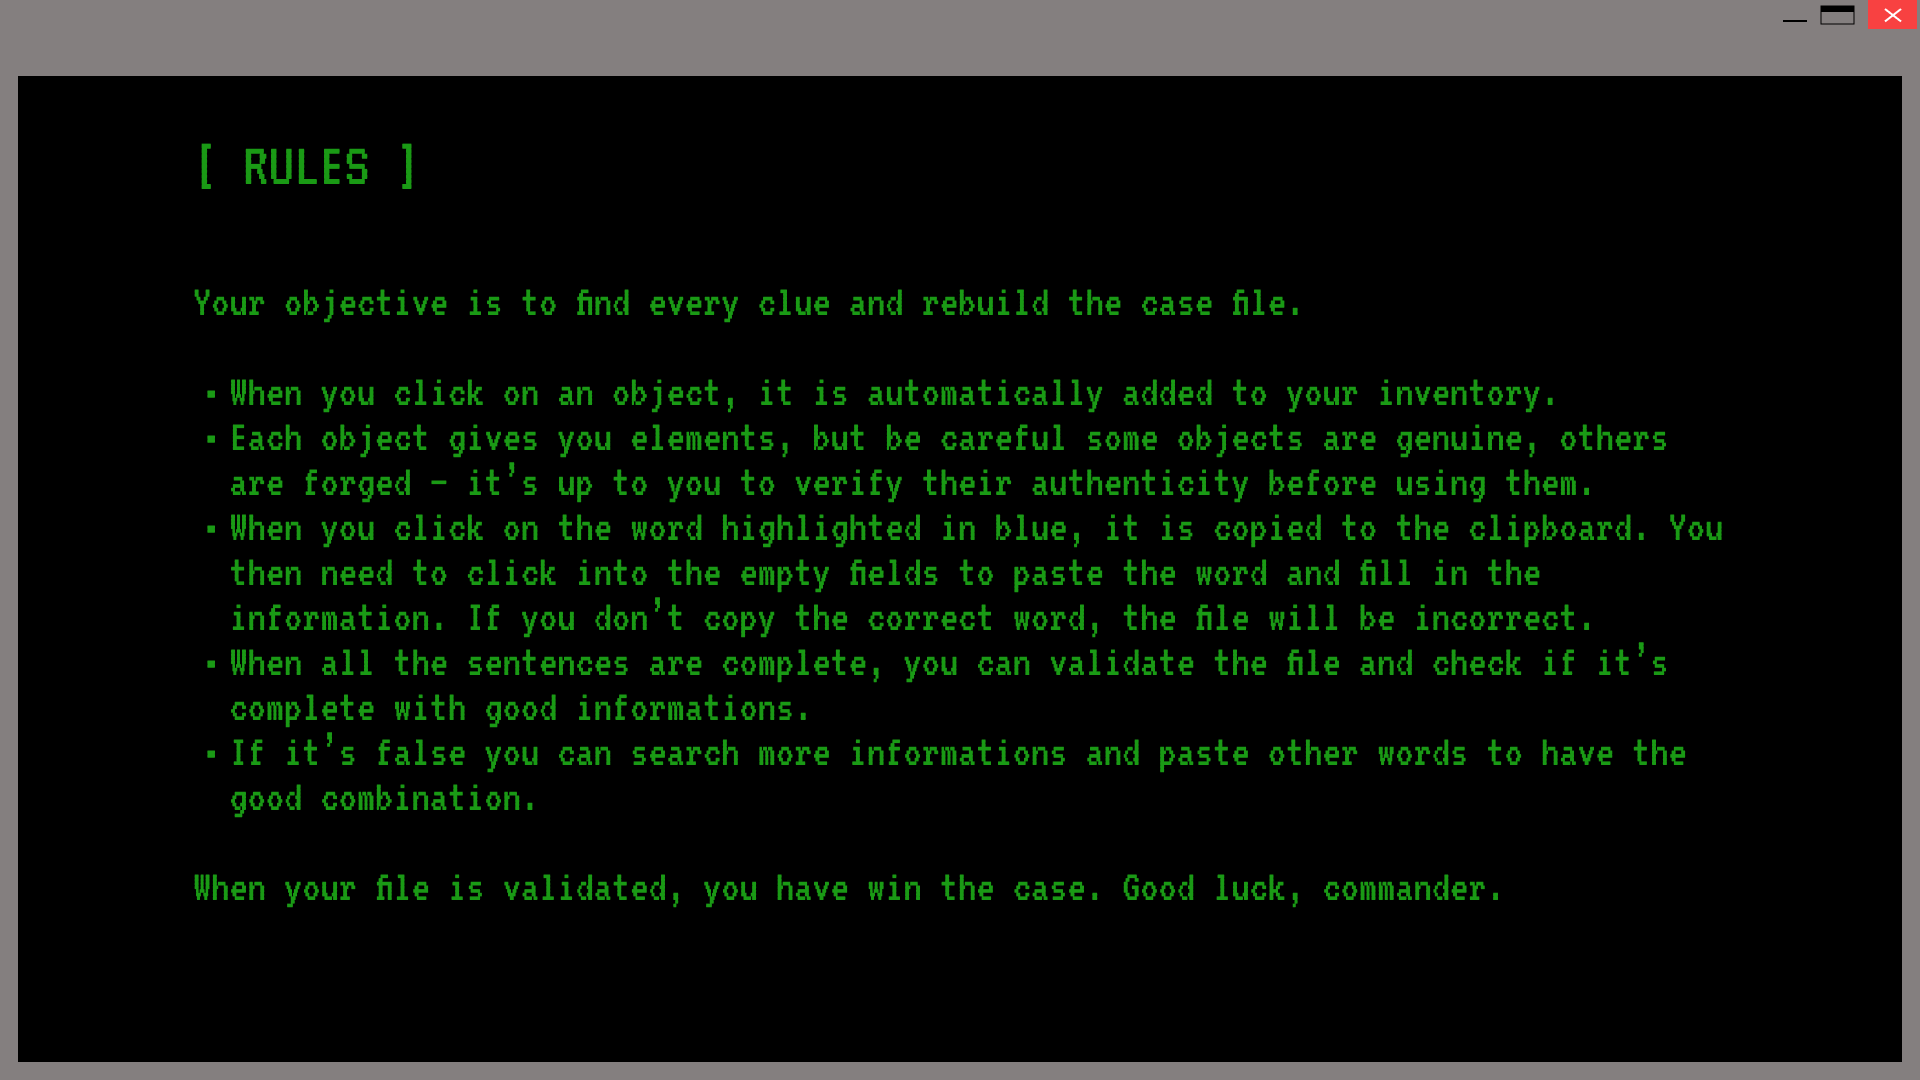 [ RULES ]
Your objective is to find every clue and rebuild the case file.
▪ When you click on an object, it is automatically added to your inventory.
▪ Each object gives you elements, but be careful some objects are genuine, others
are forged – it's up to you to verify their authenticity before using them.
▪ When you click on the word highlighted in blue, it is copied to the clipboard. You
then need to click into the empty fields to paste the word and fill in the
information. If you don't copy the correct word, the file will be incorrect.
▪ When all the sentences are complete, you can validate the file and check if it's
complete with good informations.
▪ If it's false you can search more informations and paste other words to have the
good combination.
When your file is validated, you have win the case. Good luck, commander.